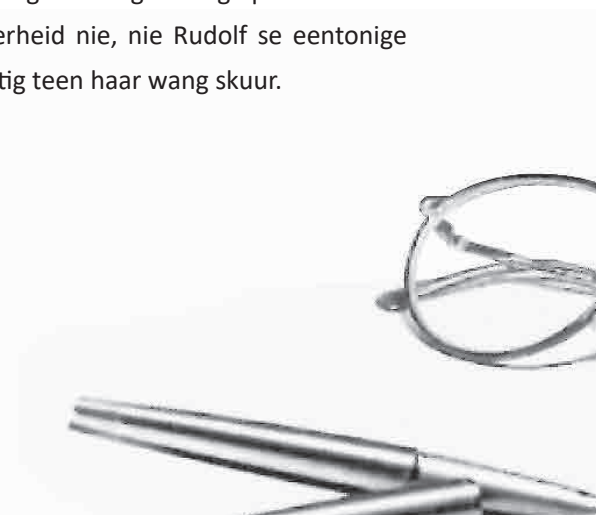 erheid nie, nie Rudolf se eentonige
tig teen haar wang skuur.